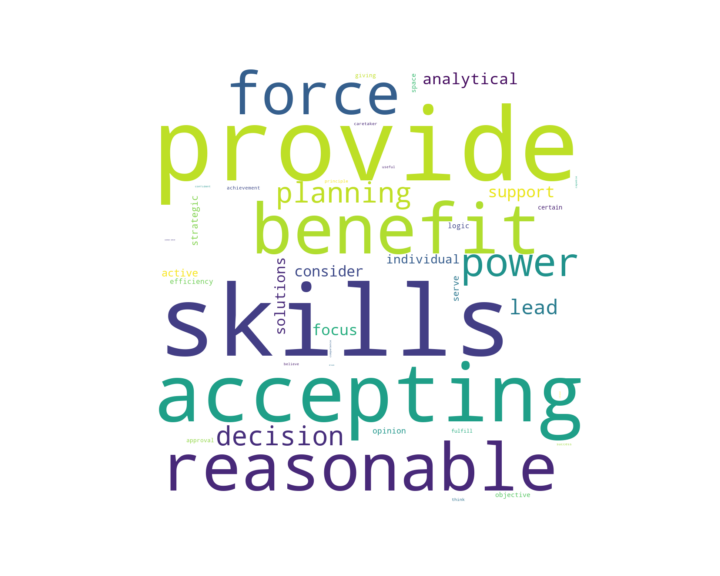 giving
force
space
analytical
provide
caretaker
useful
planning
achievement
support
strategic
benefit
certain
logic
individual
power
active
consider
efficiency
solutions
serve
skills
lead
focus
believe
accepting
decision
opinion
fulfill
approval
reasonable
objective
think